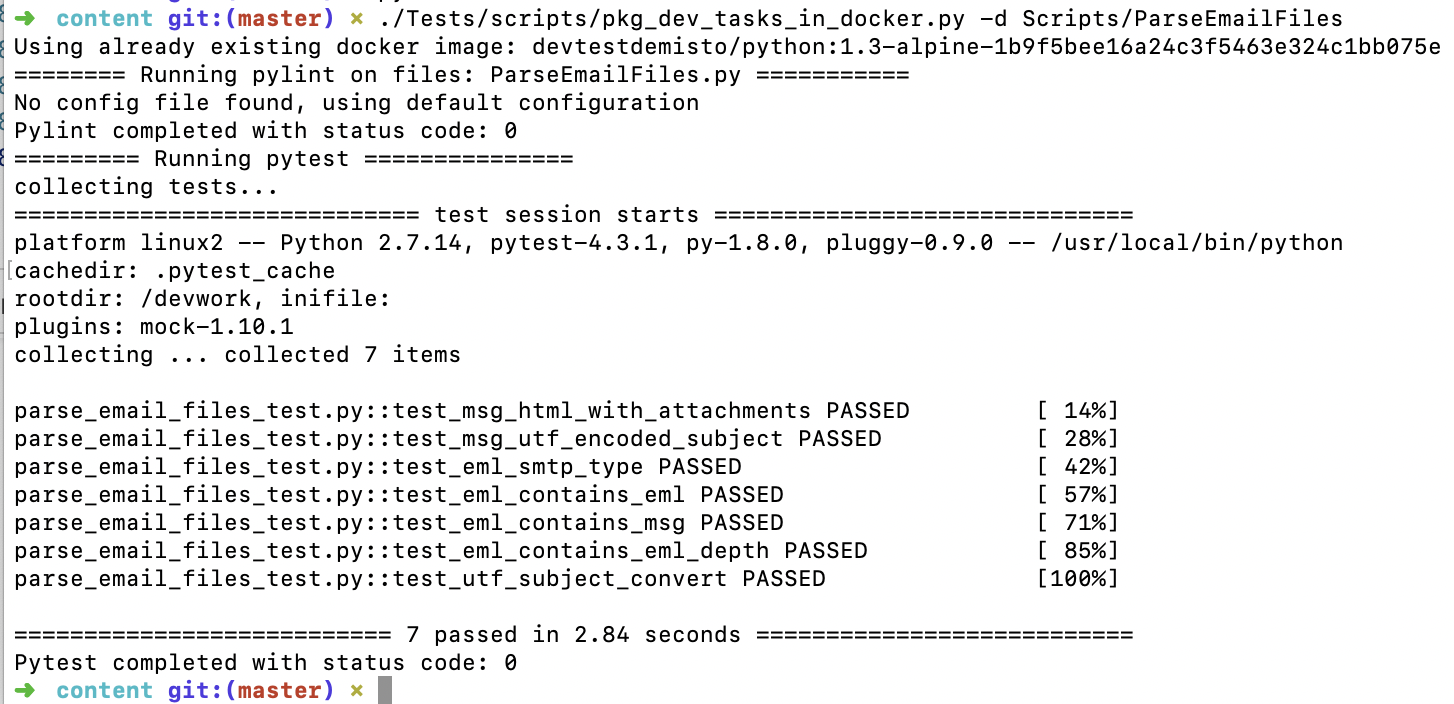 ➜ content git:(master) × ./Tests/scripts/pkg_dev_tasks_in_docker.py -d Scripts/ParseEmailFiles
Using already existing docker image: devtestdemisto/python:1.3-alpine-1b9f5bee16a24c3f5463e324c1bb075e
======== Running pylint on files: ParseEmailFiles.py ===========
No config file found, using default configuration
Pylint completed with status code: 0
========= Running pytest ===============
collecting tests...
============================= test session starts ==============================
platform linux2 -- Python 2.7.14, pytest-4.3.1, py-1.8.0, pluggy-0.9.0 -- /usr/local/bin/python
cachedir: .pytest_cache
rootdir: /devwork, inifile:
plugins: mock-1.10.1
collecting ... collected 7 items
parse_email_files_test.py::test_msg_html_with_attachments PASSED [ 14%]
parse_email_files_test.py::test_msg_utf_encoded_subject PASSED [ 28%]
parse_email_files_test.py::test_eml_smtp_type PASSED [ 42%]
parse_email_files_test.py::test_eml_contains_eml PASSED [ 57%]
parse_email_files_test.py::test_eml_contains_msg PASSED [ 71%]
parse_email_files_test.py::test_eml_contains_eml_depth PASSED [ 85%]
parse_email_files_test.py::test_utf_subject_convert PASSED [100%]
=========================== 7 passed in 2.84 seconds ===========================
Pytest completed with status code: 0
➜ content git:(master) ×